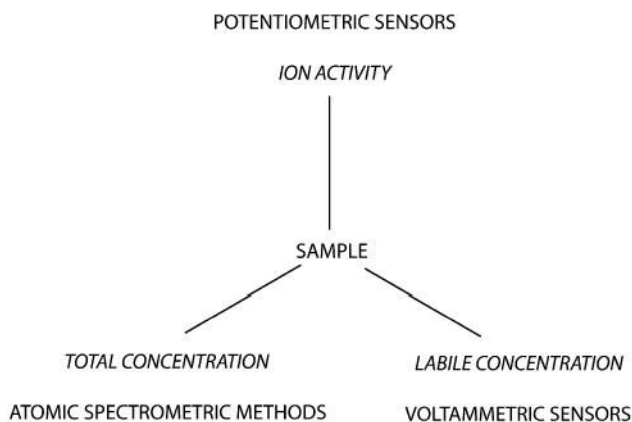 POTENTIOMETRIC SENSORS
ION ACTIVITY
SAMPLE
TOTAL CONCENTRATION
LABILE CONCENTRATION
ATOMIC SPECTROMETRIC METHODS
VOLTAMMETRIC SENSORS